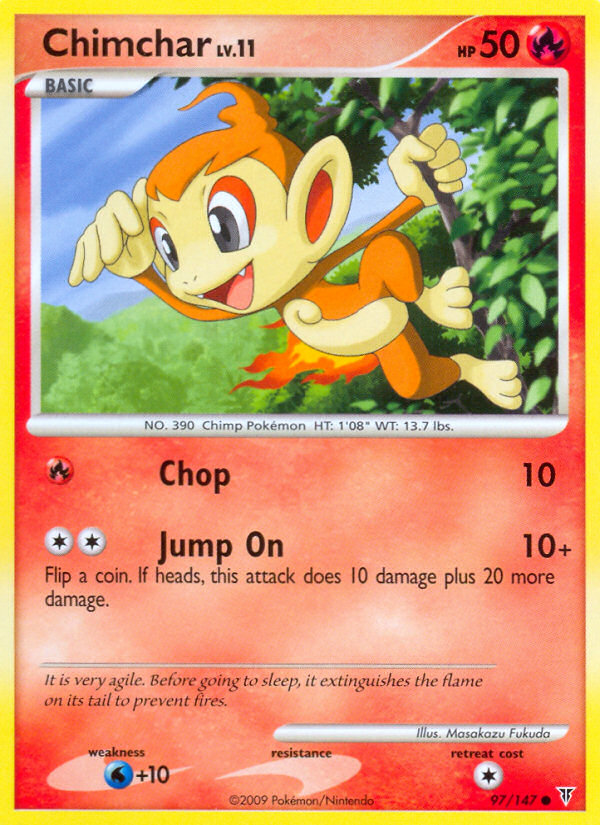 Chimchar LV.11 HP 50
BASIC
NO. 390 Chimp Pokémon HT: 1'08" WT: 13.7 lbs.
Chop 10
Jump On 10+
Flip a coin. If heads, this attack does 10 damage plus 20 more
damage.
It is very agile. Before going to sleep, it extinguishes the flame
on its tail to prevent fires.
Illus. Masakazu Fukuda
weakness resistance retreat cost
+10
©2009 Pokémon/Nintendo 97/147